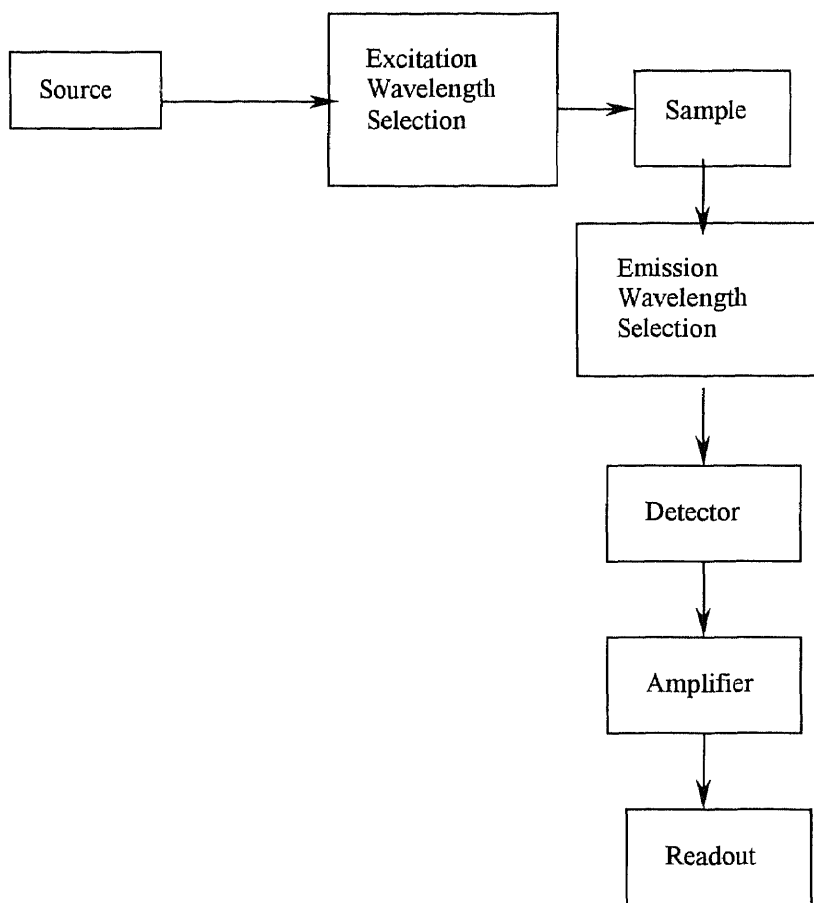 Source
Excitation
Wavelength
Selection
Sample
Emission
Wavelength
Selection
Detector
Amplifier
Readout